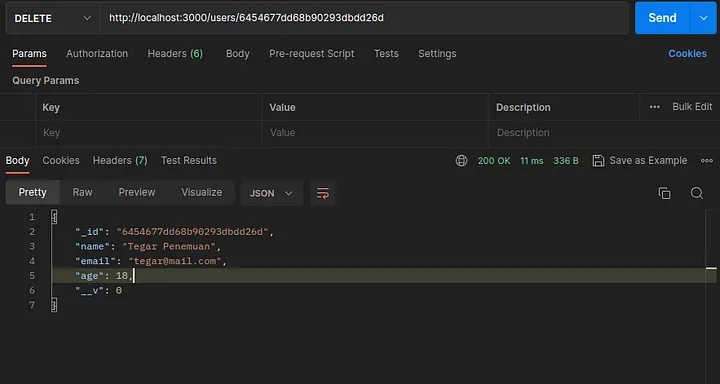 DELETE http://localhost:3000/users/6454677dd68b90293dbdd26d Send
Params Authorization Headers (6) Body Pre-request Script Tests Settings Cookies
Query Params
Key Value Description ••• Bulk Edit
Key Value Description
Body Cookies Headers (7) Test Results 200 OK 11 ms 336 B Save as Example
Pretty Raw Preview Visualize JSON
1 {
2 "_id": "6454677dd68b90293dbdd26d",
3 "name": "Tegar Penemuan",
4 "email": "tegar@mail.com",
5 "age": 18,
6 "__v": 0
7 }